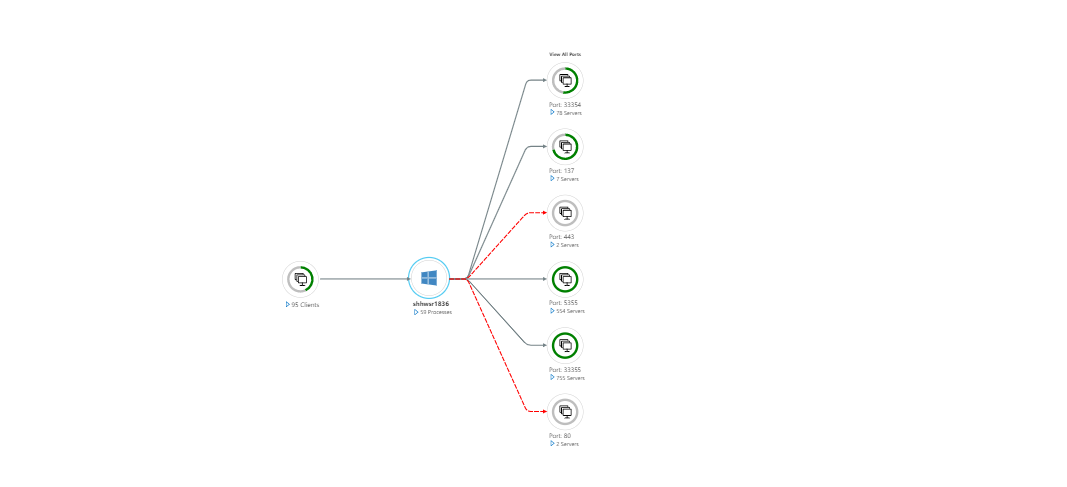 View All Ports
Port: 33354
78 Servers
Port: 137
7 Servers
Port: 443
2 Servers
95 Clients
shhwsr1836
59 Processes
Port: 5355
554 Servers
Port: 33355
755 Servers
Port: 80
2 Servers